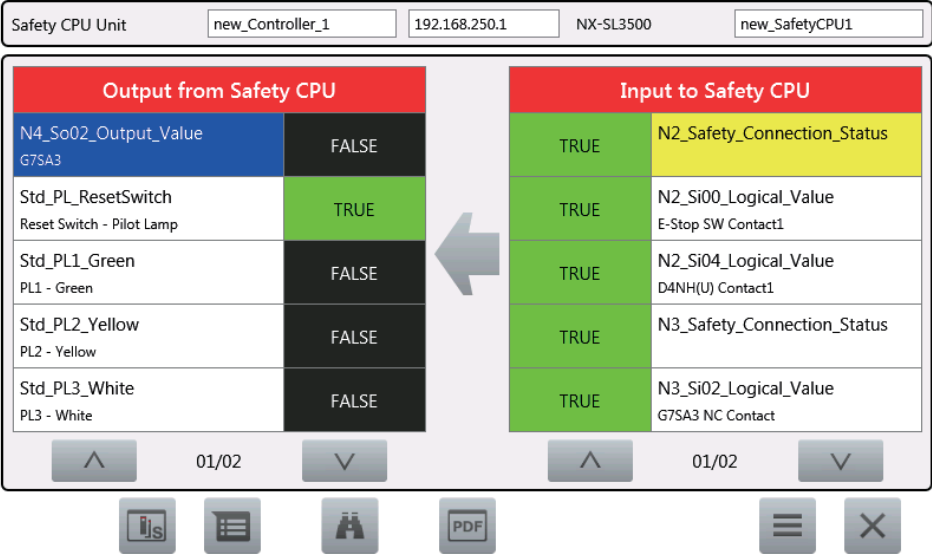 Safety CPU Unit new_Controller_1 192.168.250.1 NX-SL3500 new_SafetyCPU1
Output from Safety CPU
N4_So02_Output_Value FALSE
G7SA3
Std_PL_ResetSwitch TRUE
Reset Switch - Pilot Lamp
Std_PL1_Green FALSE
PL1 - Green
Std_PL2_Yellow FALSE
PL2 - Yellow
Std_PL3_White FALSE
PL3 - White
01/02
Input to Safety CPU
TRUE N2_Safety_Connection_Status
TRUE N2_Si00_Logical_Value
E-Stop SW Contact1
TRUE N2_Si04_Logical_Value
D4NH(U) Contact1
TRUE N3_Safety_Connection_Status
TRUE N3_Si02_Logical_Value
G7SA3 NC Contact
01/02
PDF